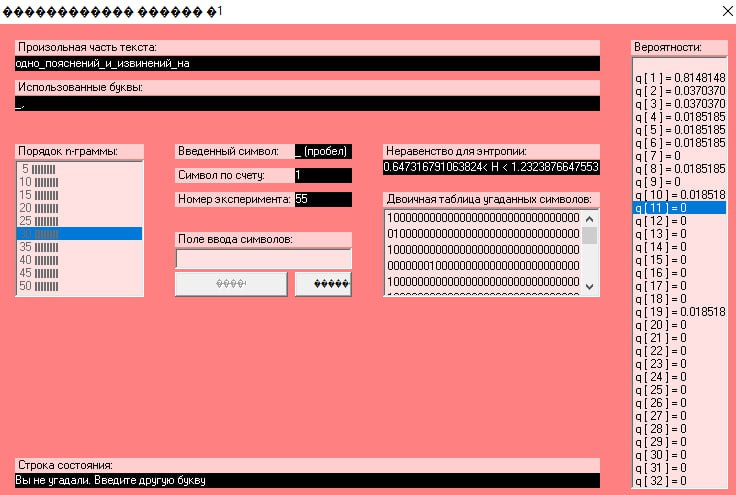 ������������ ������ �1
Произольная часть текста:
одно_пояснений_и_извинений_на
Использованные буквы:
_,
Порядок n-граммы:
5
10
15
20
25
30
35
40
45
50
Введенный символ: _ (пробел)
Символ по счету: 1
Номер эксперимента: 55
Поле ввода символов:
Неравенство для энтропии:
0.647316791063824< H < 1.2323876647553
Двоичная таблица угаданных символов:
10000000000000000000000000000000
01000000000000000000000000000000
10000000000000000000000000000000
00000001000000000000000000000000
10000000000000000000000000000000
Вероятности:
q [ 1 ] = 0.8148148
q [ 2 ] = 0.0370370
q [ 3 ] = 0.0370370
q [ 4 ] = 0.0185185
q [ 5 ] = 0.0185185
q [ 6 ] = 0.0185185
q [ 7 ] = 0
q [ 8 ] = 0.0185185
q [ 9 ] = 0
q [ 10 ] = 0.018518
q [ 11 ] = 0
q [ 12 ] = 0
q [ 13 ] = 0
q [ 14 ] = 0
q [ 15 ] = 0
q [ 16 ] = 0
q [ 17 ] = 0
q [ 18 ] = 0
q [ 19 ] = 0.018518
q [ 20 ] = 0
q [ 21 ] = 0
q [ 22 ] = 0
q [ 23 ] = 0
q [ 24 ] = 0
q [ 25 ] = 0
q [ 26 ] = 0
q [ 27 ] = 0
q [ 28 ] = 0
q [ 29 ] = 0
q [ 30 ] = 0
q [ 31 ] = 0
q [ 32 ] = 0
Строка состояния:
Вы не угадали. Введите другую букву